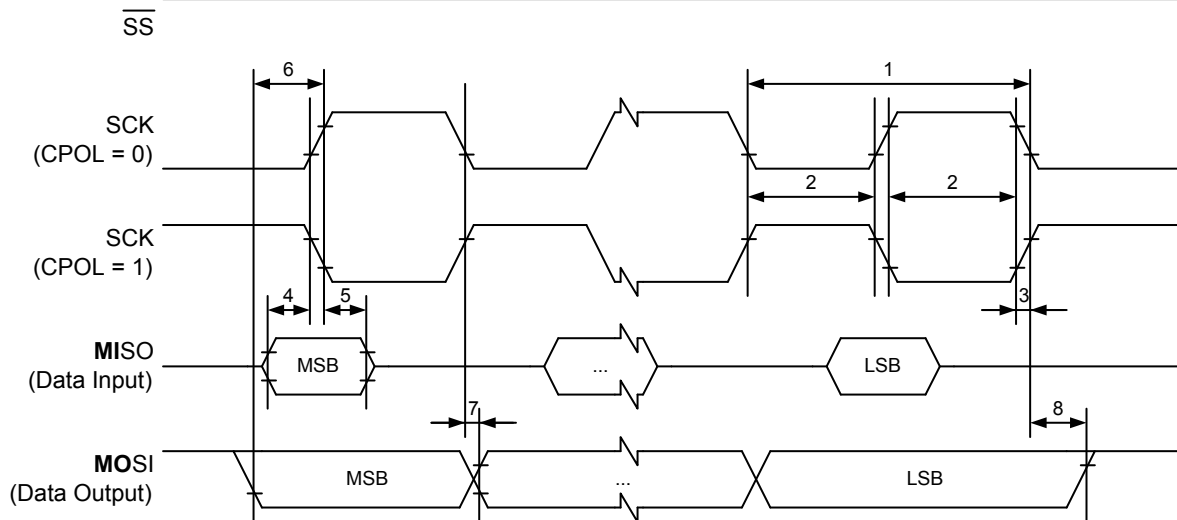 SS
6
1
SCK
(CPOL = 0)
2
2
SCK
(CPOL = 1)
4
5
3
MISO
(Data Input)
MSB
...
LSB
7
8
MOSI
(Data Output)
MSB
...
LSB